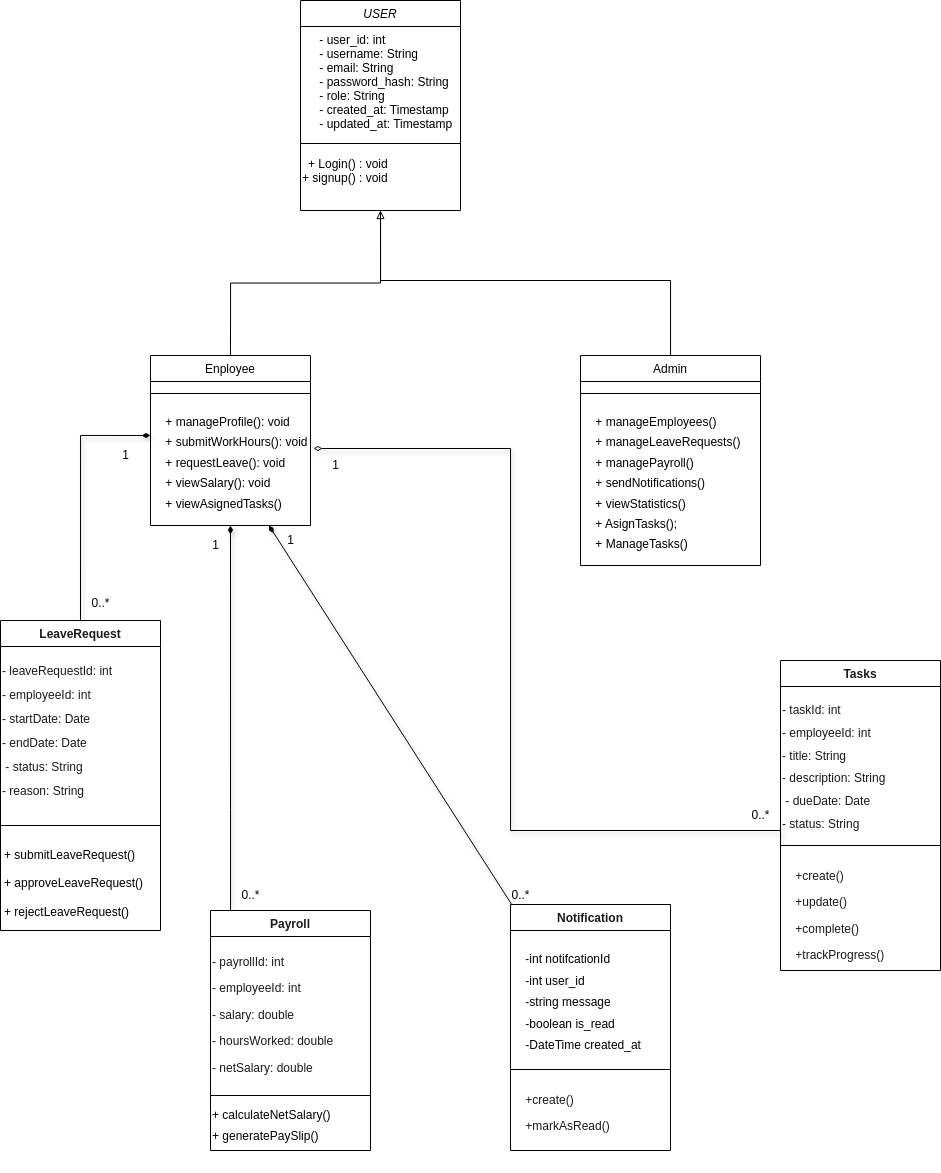 USER
- user_id: int
- username: String
- email: String
- password_hash: String
- role: String
- created_at: Timestamp
- updated_at: Timestamp
+ Login() : void
+ signup() : void
Enployee
+ manageProfile(): void
+ submitWorkHours(): void
+ requestLeave(): void
+ viewSalary(): void
+ viewAsignedTasks()
Admin
+ manageEmployees()
+ manageLeaveRequests()
+ managePayroll()
+ sendNotifications()
+ viewStatistics()
+ AsignTasks();
+ ManageTasks()
1
1
1
1
0..*
LeaveRequest
- leaveRequestId: int
- employeeId: int
- startDate: Date
- endDate: Date
- status: String
- reason: String
+ submitLeaveRequest()
+ approveLeaveRequest()
+ rejectLeaveRequest()
0..*
Payroll
- payrollId: int
- employeeId: int
- salary: double
- hoursWorked: double
- netSalary: double
+ calculateNetSalary()
+ generatePaySlip()
0..*
Notification
-int notifcationId
-int user_id
-string message
-boolean is_read
-DateTime created_at
+create()
+markAsRead()
0..*
Tasks
- taskId: int
- employeeId: int
- title: String
- description: String
- dueDate: Date
- status: String
+create()
+update()
+complete()
+trackProgress()